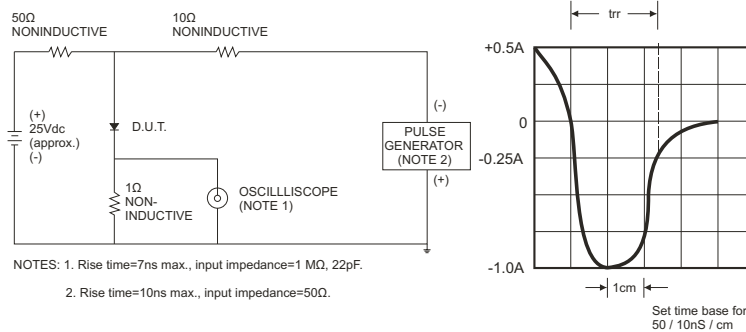 50Ω
NONINDUCTIVE
10Ω
NONINDUCTIVE
(+)
25Vdc
(approx.)
(-)
D.U.T.
1Ω
NON-
INDUCTIVE
OSCILLLISCOPE
(NOTE 1)
(-)
PULSE
GENERATOR
(NOTE 2)
(+)
NOTES: 1. Rise time=7ns max., input impedance=1 MΩ, 22pF.
2. Rise time=10ns max., input impedance=50Ω.
trr
+0.5A
0
-0.25A
-1.0A
1cm
Set time base for
50 / 10nS / cm